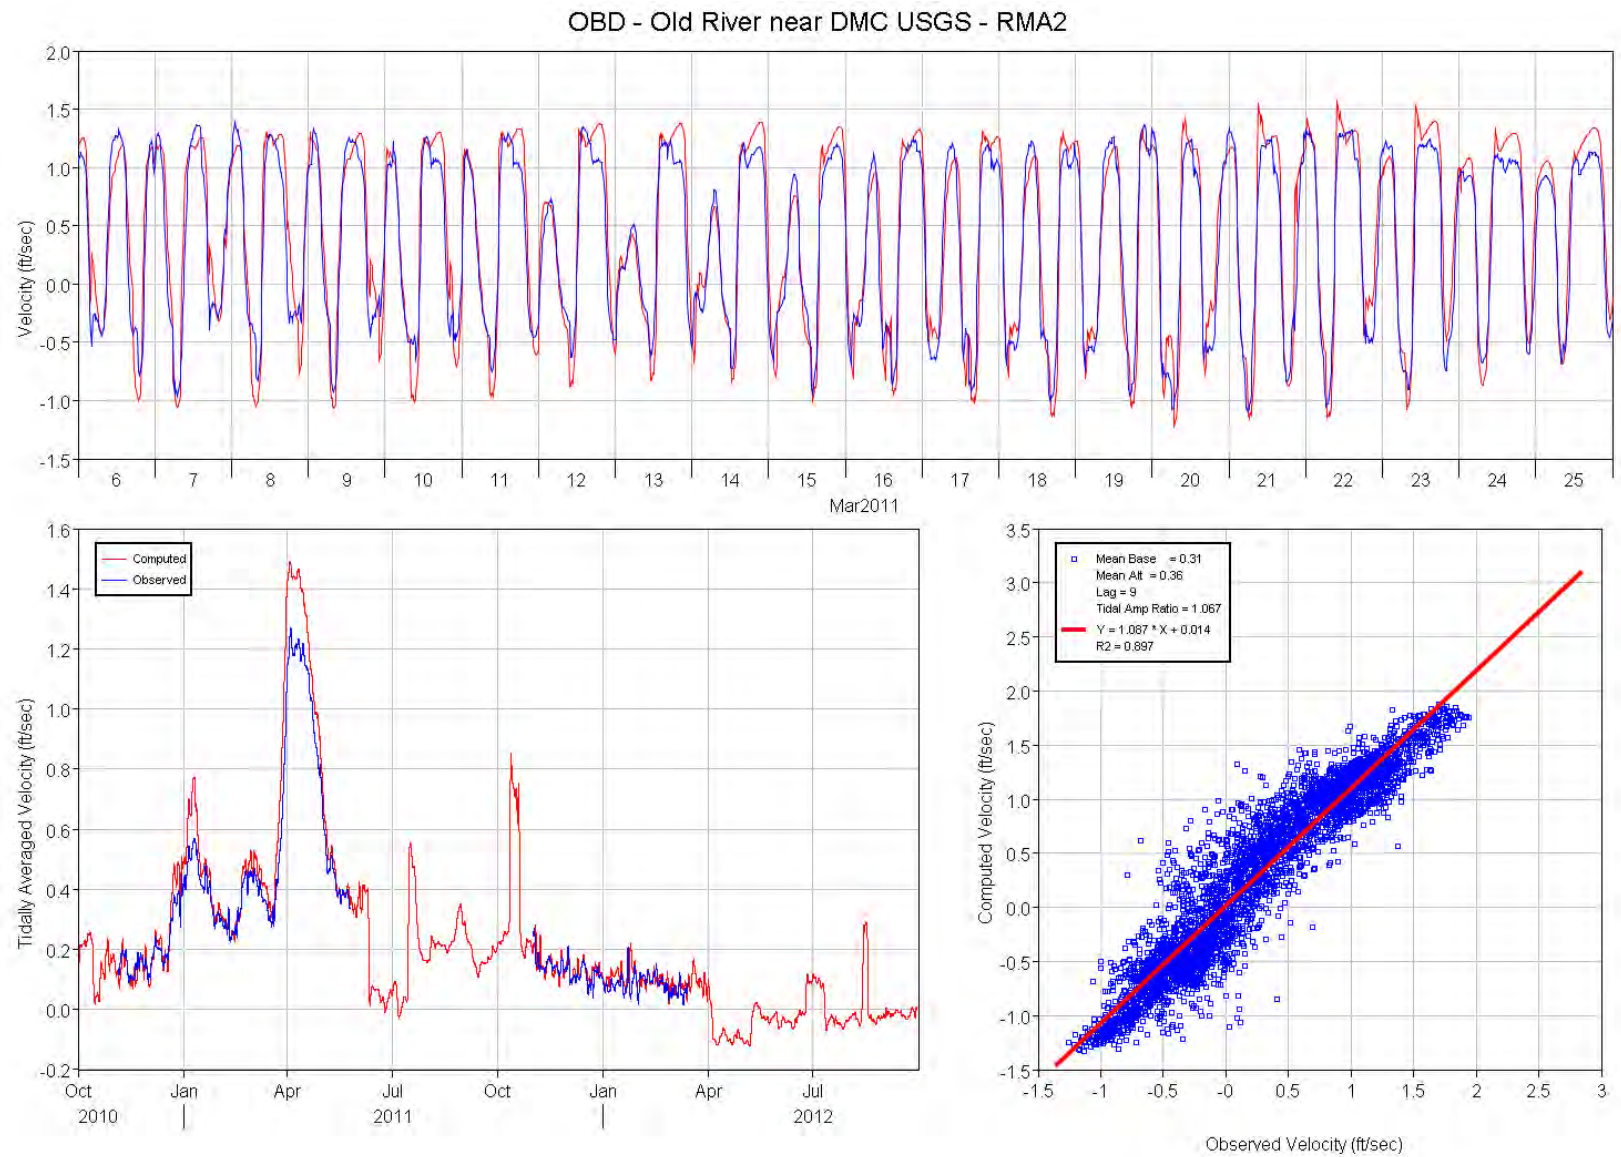 OBD - Old River near DMC USGS - RMA2
Velocity (ft/sec)
2.0
1.5
1.0
0.5
0.0
-0.5
-1.0
-1.5
6 7 8 9 10 11 12 13 14 15 16 17 18 19 20 21 22 23 24 25
Mar2011
Tidally Averaged Velocity (ft/sec)
1.6
1.4
1.2
1.0
0.8
0.6
0.4
0.2
0.0
-0.2
Computed
Observed
Oct Jan Apr Jul Oct Jan Apr Jul
2010 2011 2012
Computed Velocity (ft/sec)
3.5
3.0
2.5
2.0
1.5
1.0
0.5
0.0
-0.5
-1.0
-1.5
Mean Base = 0.31
Mean Alt = 0.36
Lag = 9
Tidal Amp Ratio = 1.067
Y = 1.087 * X + 0.014
R2 = 0.897
-1.5 -1 -0.5 -0 0.5 1 1.5 2 2.5 3
Observed Velocity (ft/sec)